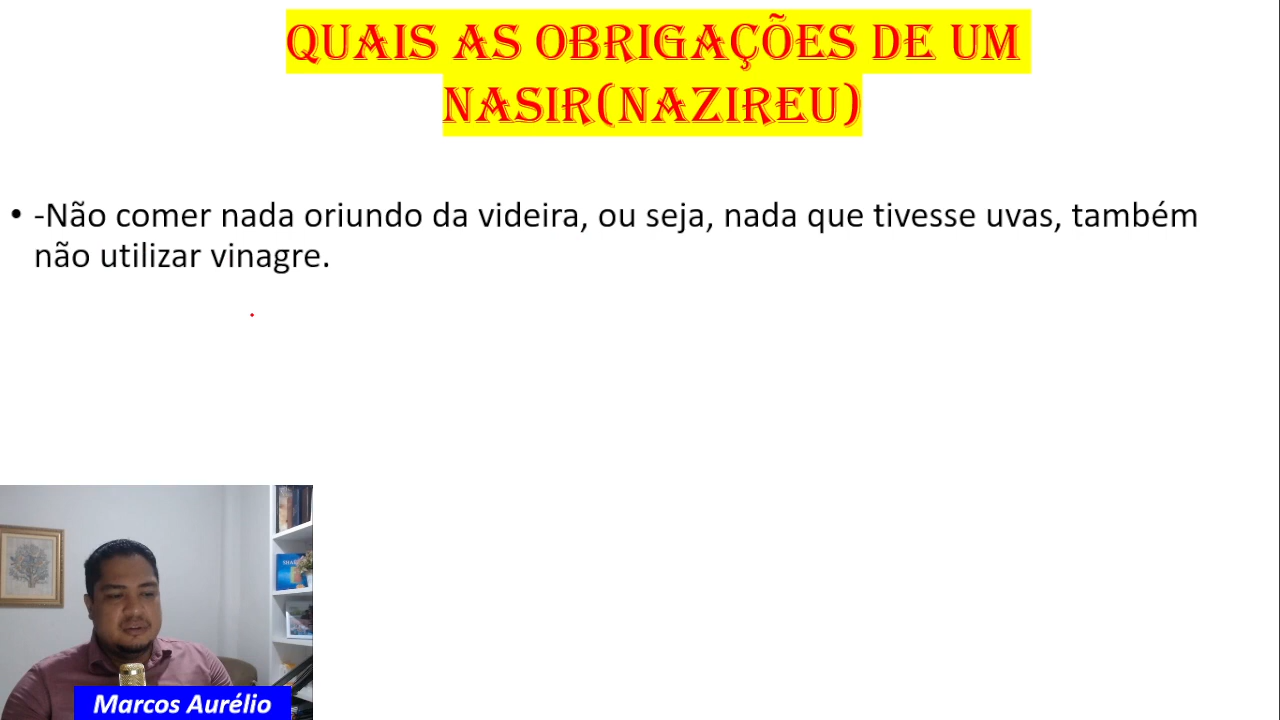 QUAIS AS OBRIGAÇÕES DE UM
NASIR(NAZIREU)
• -Não comer nada oriundo da videira, ou seja, nada que tivesse uvas, também
não utilizar vinagre.
Marcos Aurélio